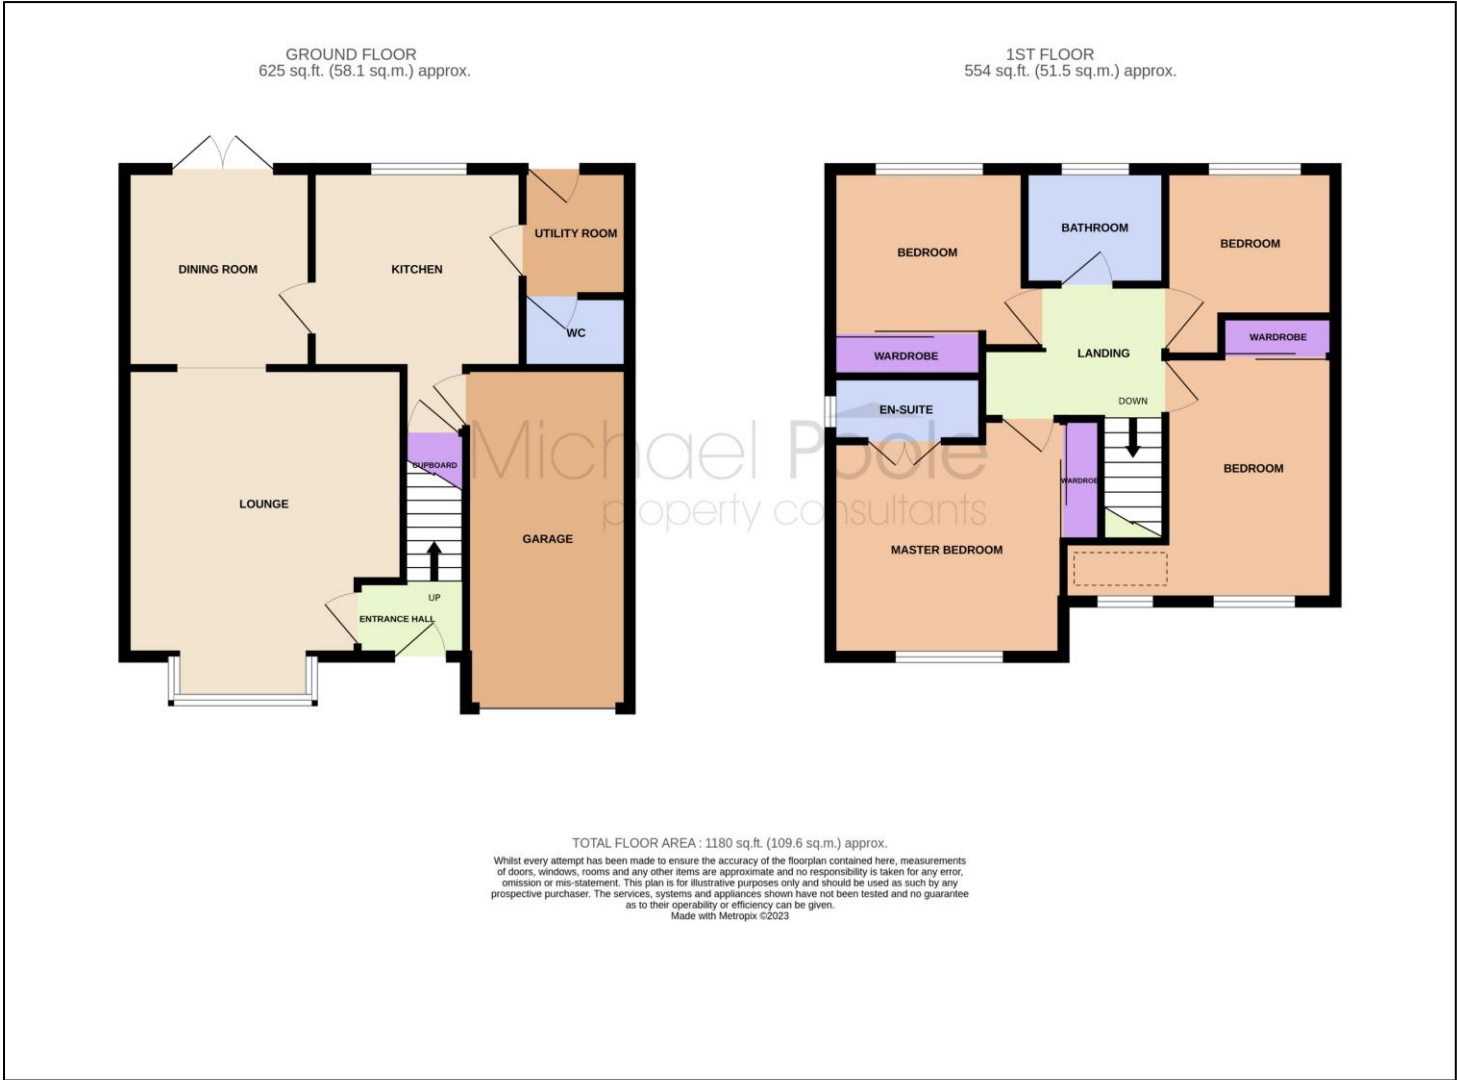 GROUND FLOOR
625 sq.ft. (58.1 sq.m.) approx.
1ST FLOOR
554 sq.ft. (51.5 sq.m.) approx.
DINING ROOM
KITCHEN
UTILITY ROOM
WC
CUPBOARD
LOUNGE
GARAGE
UP
ENTRANCE HALL
BEDROOM
BATHROOM
BEDROOM
WARDROBE
WARDROBE
LANDING
EN-SUITE
DOWN
BEDROOM
WARDROBE
MASTER BEDROOM
Michael Poole
property consultants
TOTAL FLOOR AREA : 1180 sq.ft. (109.6 sq.m.) approx.
Whilst every attempt has been made to ensure the accuracy of the floorplan contained here, measurements
of doors, windows, rooms and any other items are approximate and no responsibility is taken for any error,
omission or mis-statement. This plan is for illustrative purposes only and should be used as such by any
prospective purchaser. The services, systems and appliances shown have not been tested and no guarantee
as to their operability or efficiency can be given.
Made with Metropix ©2023